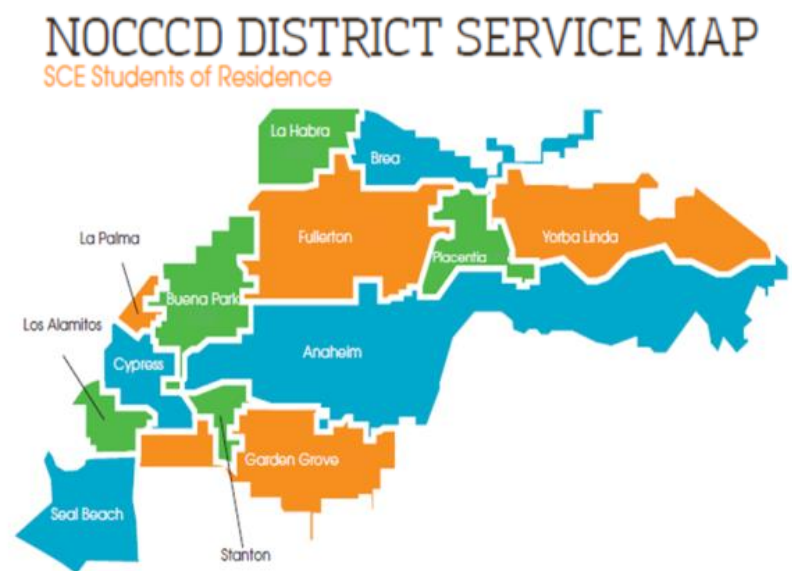 NOCCCD DISTRICT SERVICE MAP
SCE Students of Residence
La Habra
Brea
La Palma
Fullerton
Yorba Linda
Placentia
Buena Park
Los Alamitos
Cypress
Anaheim
Garden Grove
Seal Beach
Stanton